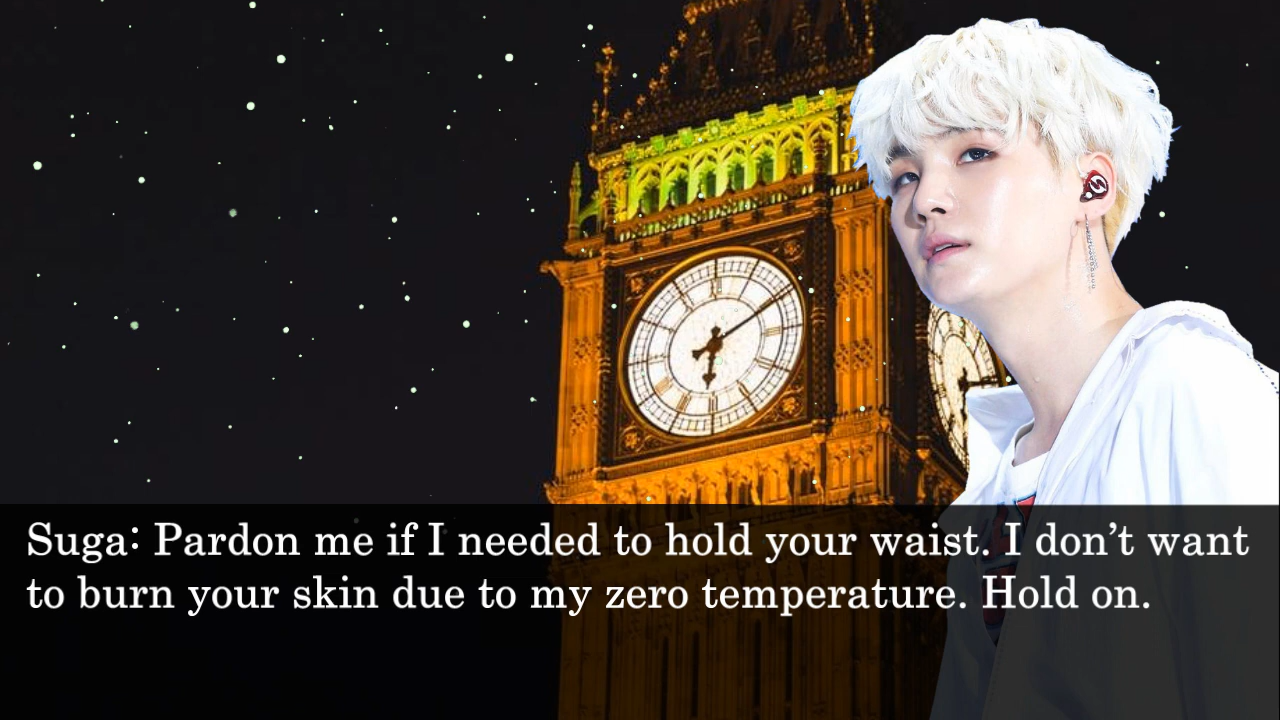 Suga: Pardon me if I needed to hold your waist. I don’t want
to burn your skin due to my zero temperature. Hold on.